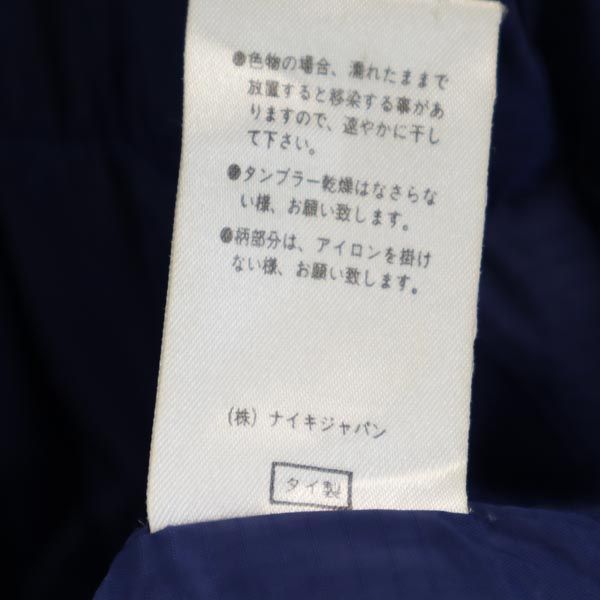 ●色物の場合、濡れたままで
放置すると移染する事があ
りますので、速やかに干し
て下さい。
●タンブラー乾燥はなさらな
い様、お願い致します。
●柄部分は、アイロンを掛け
ない様、お願い致します。
(株) ナイキジャパン
タイ製